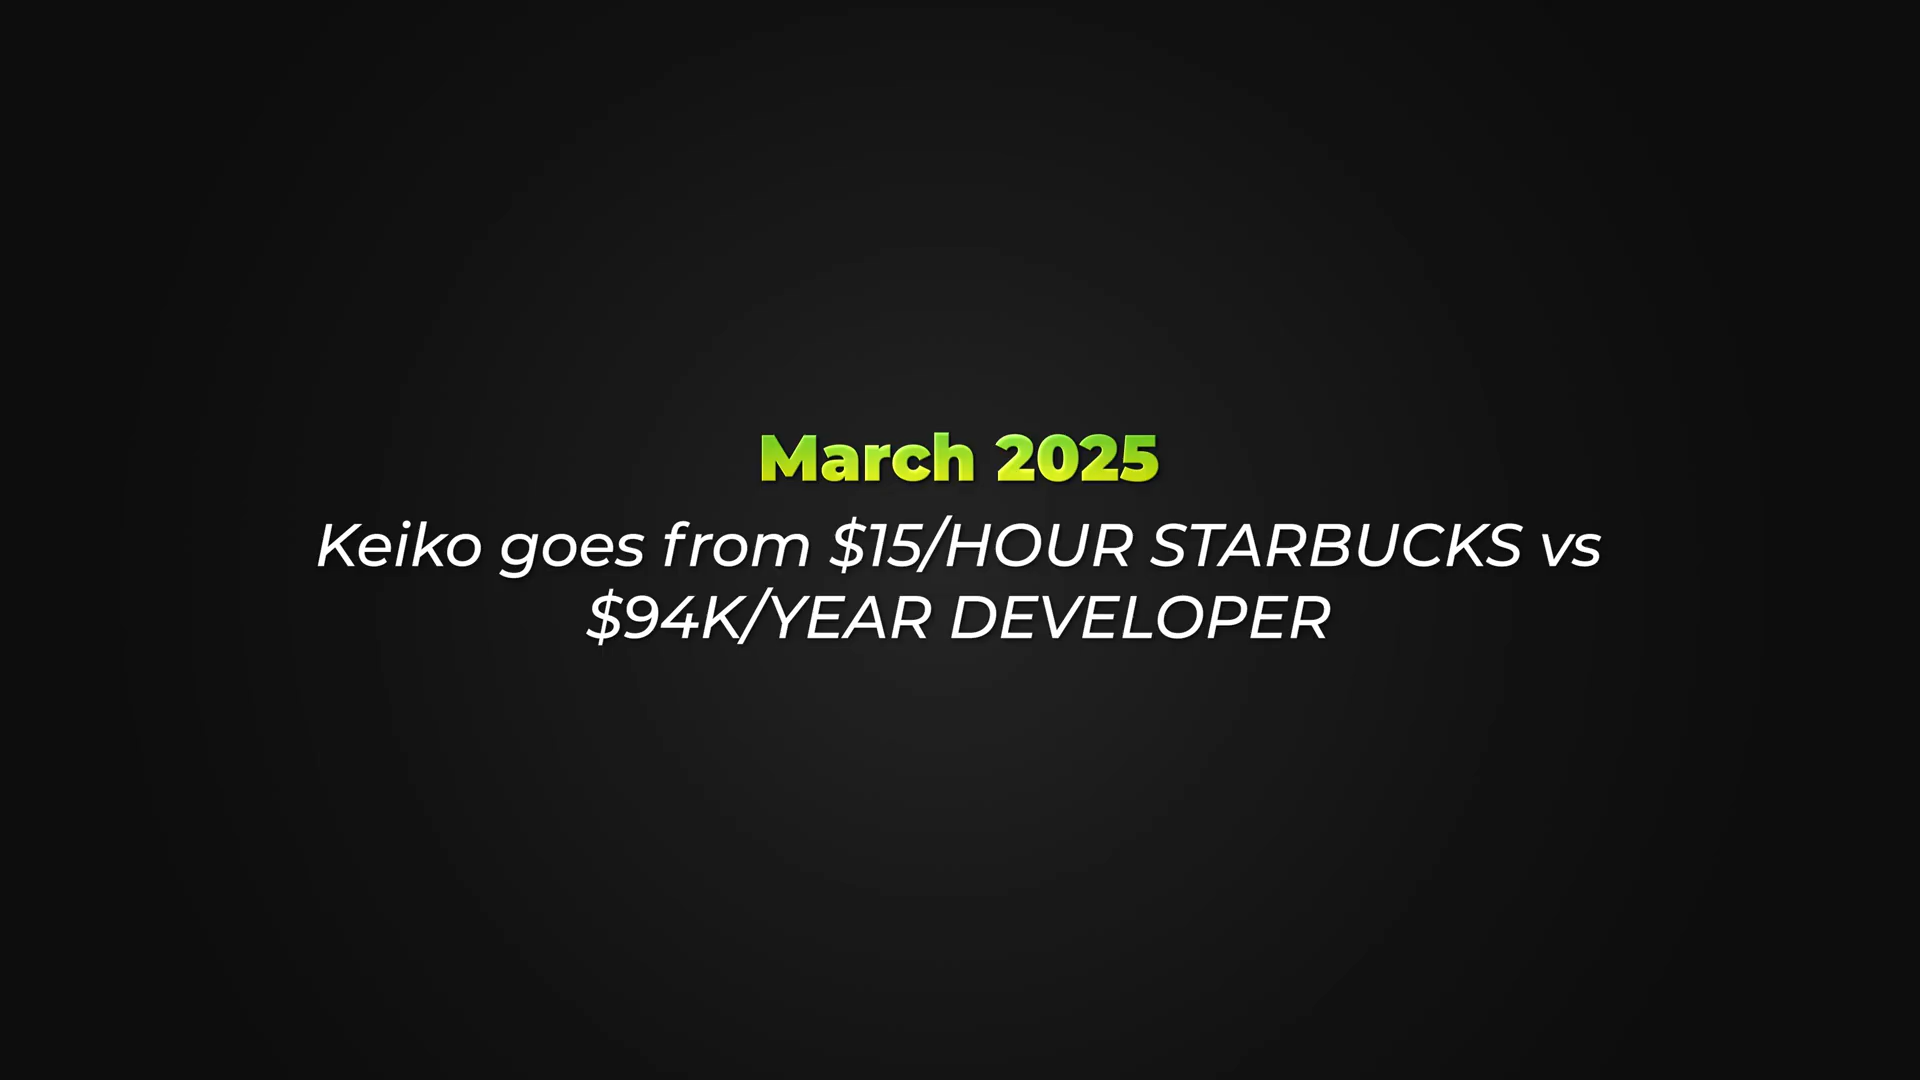 March 2025
Keiko goes from $15/HOUR STARBUCKS vs
$94K/YEAR DEVELOPER